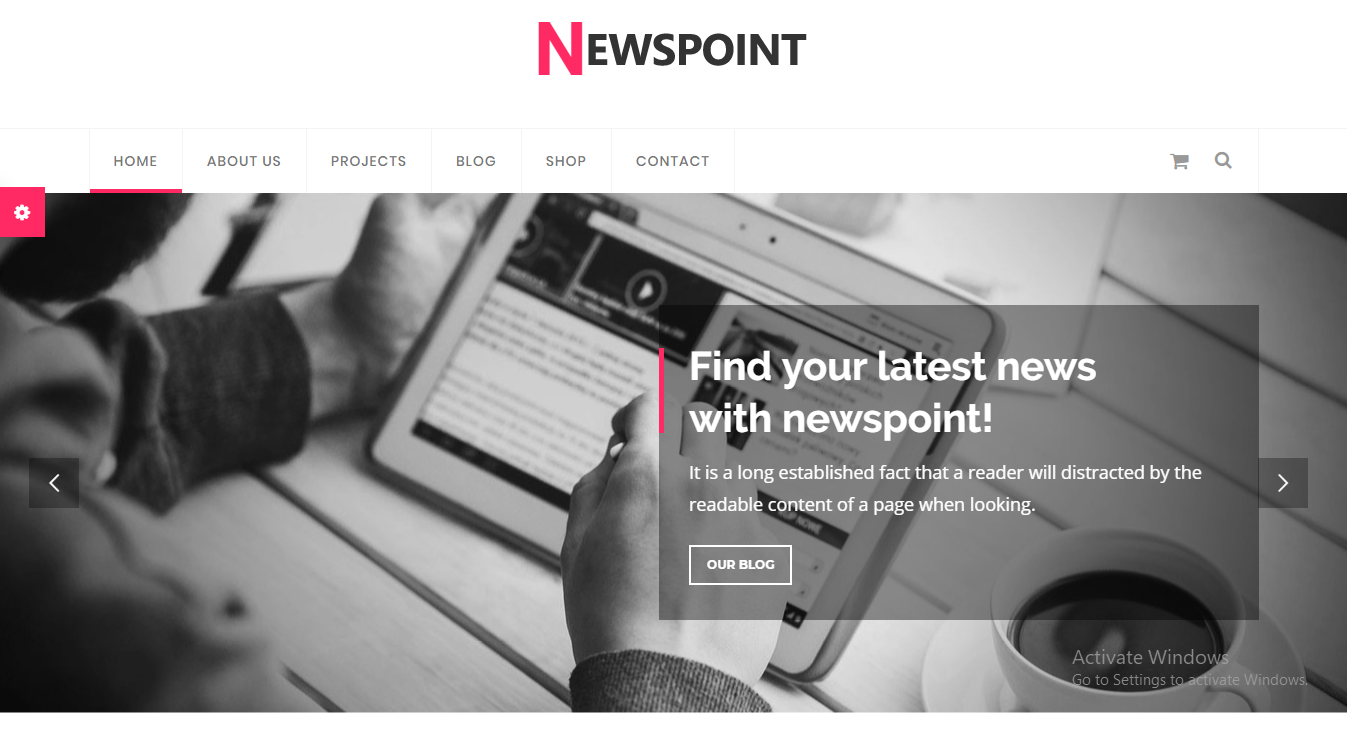 NEWSPOINT
HOME ABOUT US PROJECTS BLOG SHOP CONTACT
Find your latest news
with newspoint!
It is a long established fact that a reader will distracted by the
readable content of a page when looking.
OUR BLOG
Activate Windows
Go to Settings to activate Windows.